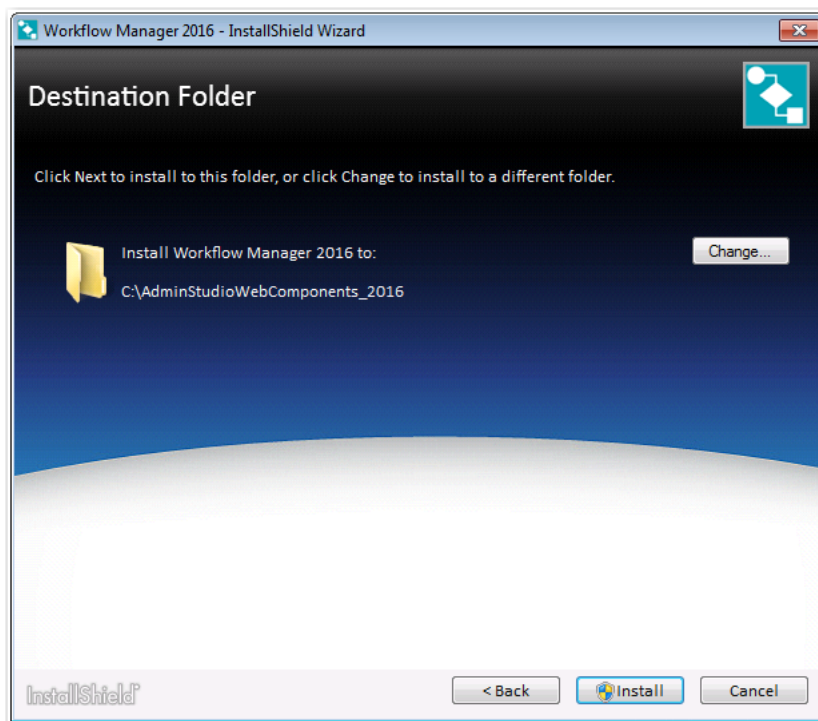 Workflow Manager 2016 - InstallShield Wizard
Destination Folder
Click Next to install to this folder, or click Change to install to a different folder.
Install Workflow Manager 2016 to:
Change...
C:\AdminStudioWebComponents_2016
InstallShield
< Back
Install
Cancel